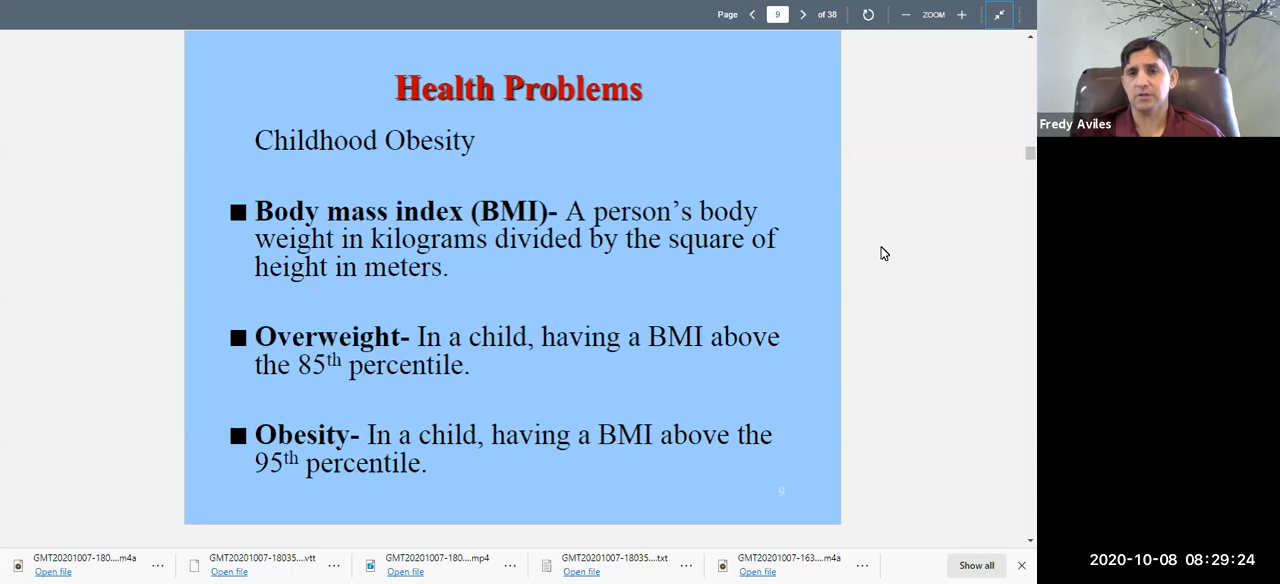 Page 9 of 38 ZOOM
Health Problems
Childhood Obesity
■ Body mass index (BMI)- A person's body
weight in kilograms divided by the square of
height in meters.
■ Overweight- In a child, having a BMI above
the 85th percentile.
■ Obesity- In a child, having a BMI above the
95th percentile.
9
Fredy Aviles
GMT20201007-180....m4a GMT20201007-18035....vtt GMT20201007-180....mp4 GMT20201007-18035....txt GMT20201007-163....m4a Show all
Open file Open file Open file Open file Open file
2020-10-08 08:29:24